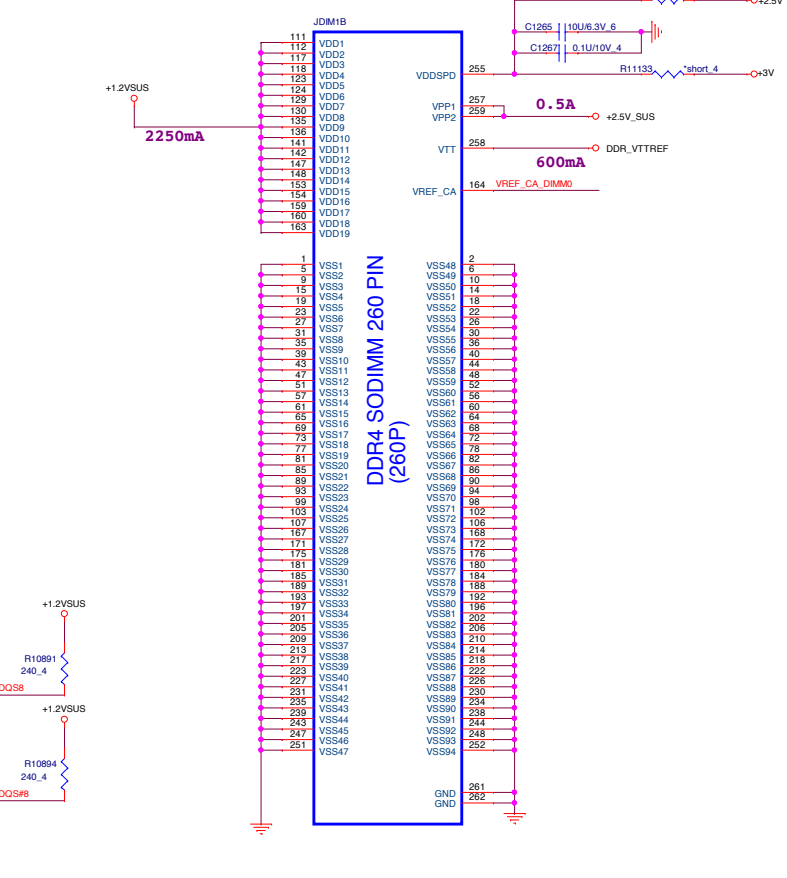 +2.5V
JDIM1B
C1265 10U/6.3V_6
C1267 0.1U/10V_4
R11133 *short_4 +3V
111 VDD1
112 VDD2
117 VDD3
118 VDD4
123 VDD5
124 VDD6
129 VDD7
130 VDD8
135 VDD9
136 VDD10
141 VDD11
142 VDD12
147 VDD13
148 VDD14
153 VDD15
154 VDD16
159 VDD17
160 VDD18
163 VDD19
+1.2VSUS
2250mA
VDDSPD 255
VPP1 257
VPP2 259
0.5A
+2.5V_SUS
VTT 258
DDR_VTTREF
600mA
VREF_CA 164 VREF_CA_DIMM0
DDR4 SODIMM 260 PIN
(260P)
1 VSS1
5 VSS2
9 VSS3
15 VSS4
19 VSS5
23 VSS6
27 VSS7
31 VSS8
35 VSS9
39 VSS10
43 VSS11
47 VSS12
51 VSS13
57 VSS14
61 VSS15
65 VSS16
69 VSS17
73 VSS18
77 VSS19
81 VSS20
85 VSS21
89 VSS22
93 VSS23
99 VSS24
103 VSS25
107 VSS26
167 VSS27
171 VSS28
175 VSS29
181 VSS30
185 VSS31
189 VSS32
193 VSS33
197 VSS34
201 VSS35
205 VSS36
209 VSS37
213 VSS38
217 VSS39
223 VSS40
227 VSS41
231 VSS42
235 VSS43
239 VSS44
243 VSS45
247 VSS46
251 VSS47
VSS48 2
VSS49 6
VSS50 10
VSS51 14
VSS52 18
VSS53 22
VSS54 26
VSS55 30
VSS56 36
VSS57 40
VSS58 44
VSS59 48
VSS60 52
VSS61 56
VSS62 60
VSS63 64
VSS64 68
VSS65 72
VSS66 78
VSS67 82
VSS68 86
VSS69 90
VSS70 94
VSS71 98
VSS72 102
VSS73 106
VSS74 168
VSS75 172
VSS76 176
VSS77 180
VSS78 184
VSS79 188
VSS80 192
VSS81 196
VSS82 202
VSS83 206
VSS84 210
VSS85 214
VSS86 218
VSS87 222
VSS88 226
VSS89 230
VSS90 234
VSS91 238
VSS92 244
VSS93 248
VSS94 252
GND 261
GND 262
+1.2VSUS
R10891
240_4
DQS8
+1.2VSUS
R10894
240_4
DQS#8